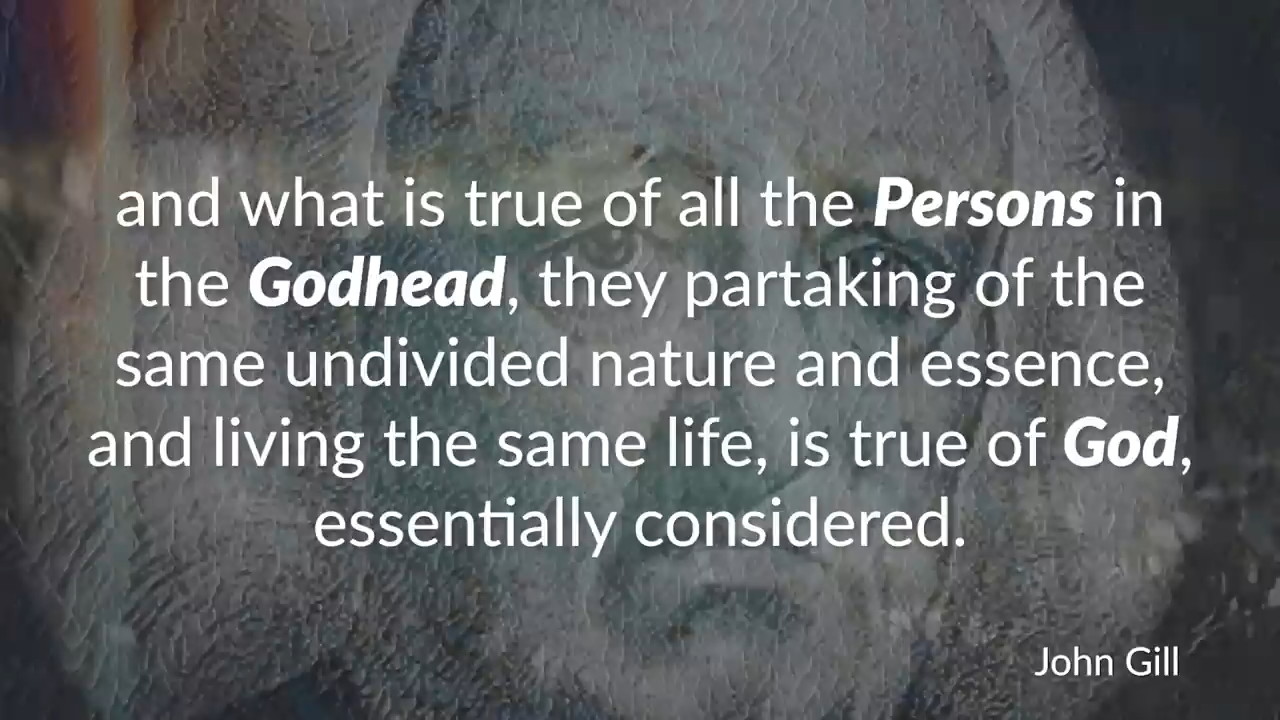 and what is true of all the Persons in
the Godhead, they partaking of the
same undivided nature and essence,
and living the same life, is true of God,
essentially considered.
John Gill